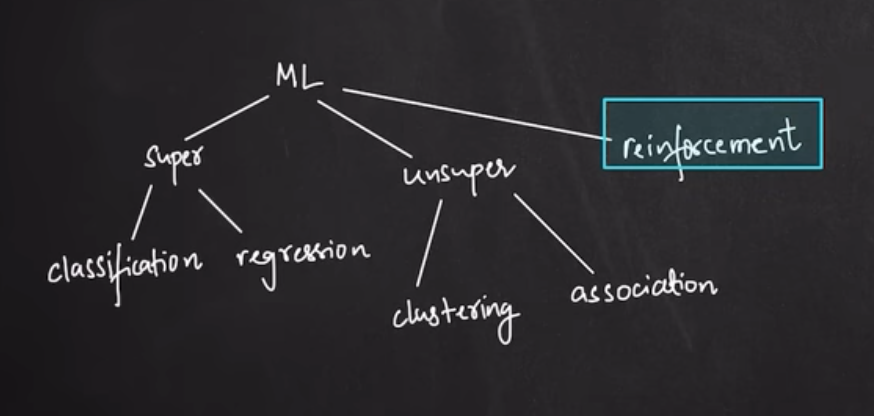 ML
super
unsuper
reinforcement
classification
regression
clustering
association